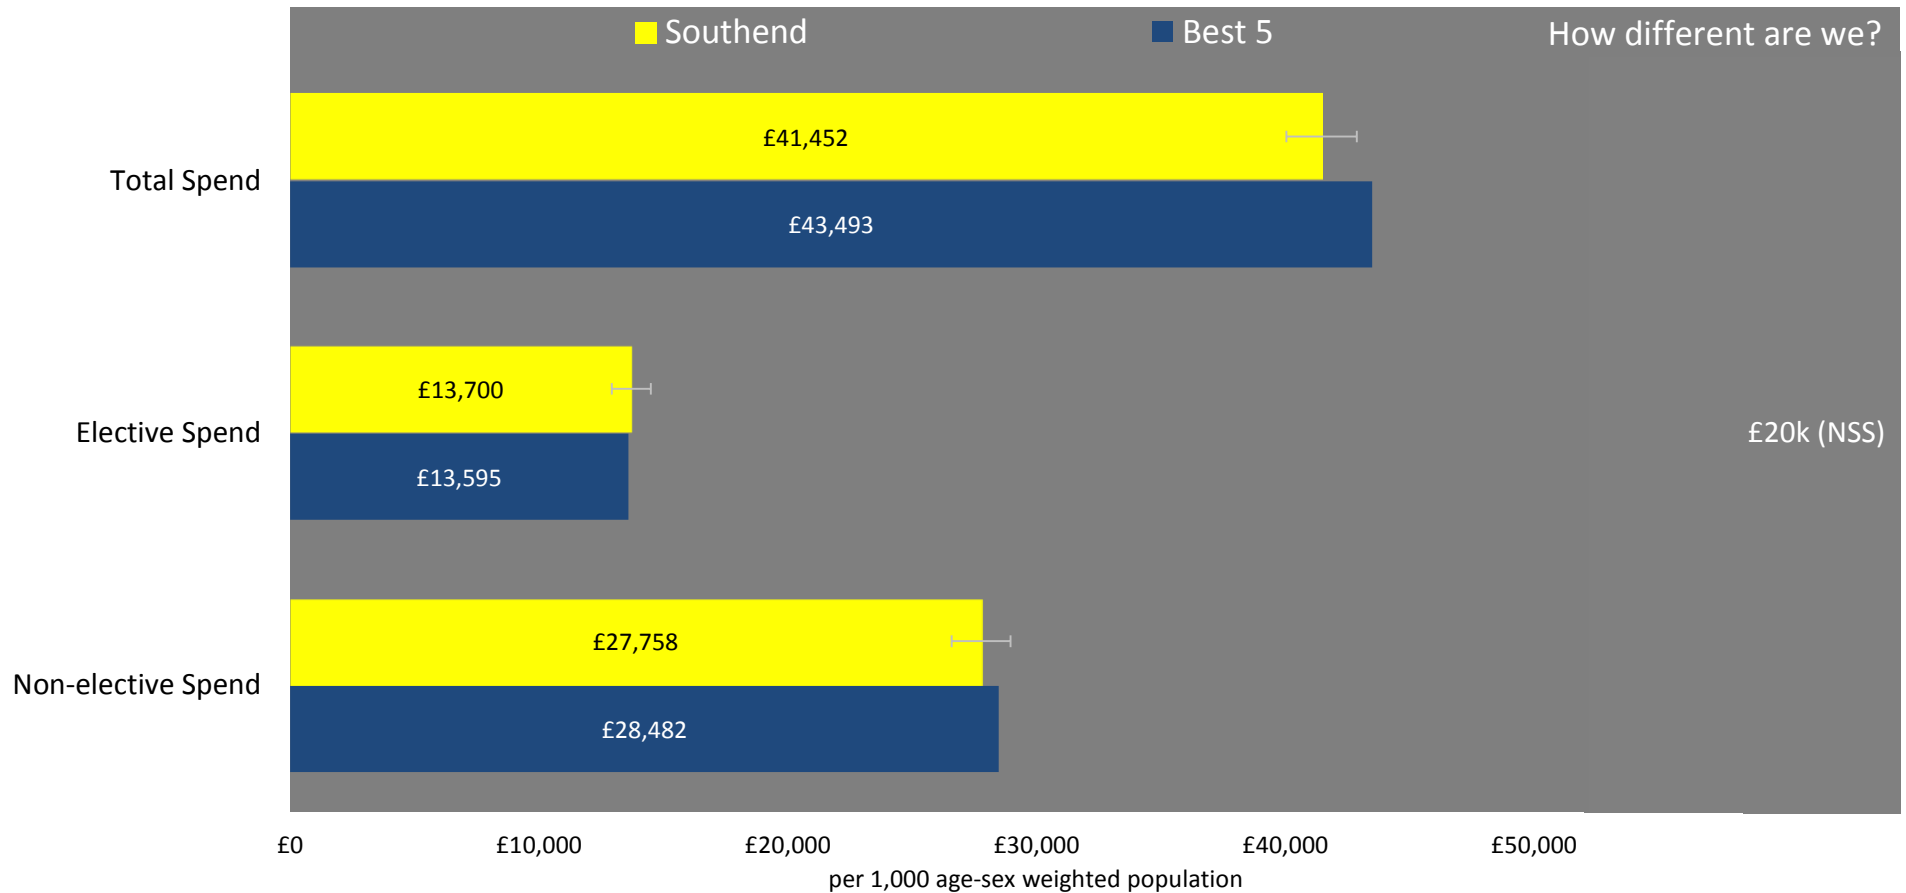 Southend Best 5 How different are we?
Total Spend
£41,452
£43,493
Elective Spend
£13,700
£13,595
£20k (NSS)
Non-elective Spend
£27,758
£28,482
£0 £10,000 £20,000 £30,000 £40,000 £50,000
per 1,000 age-sex weighted population